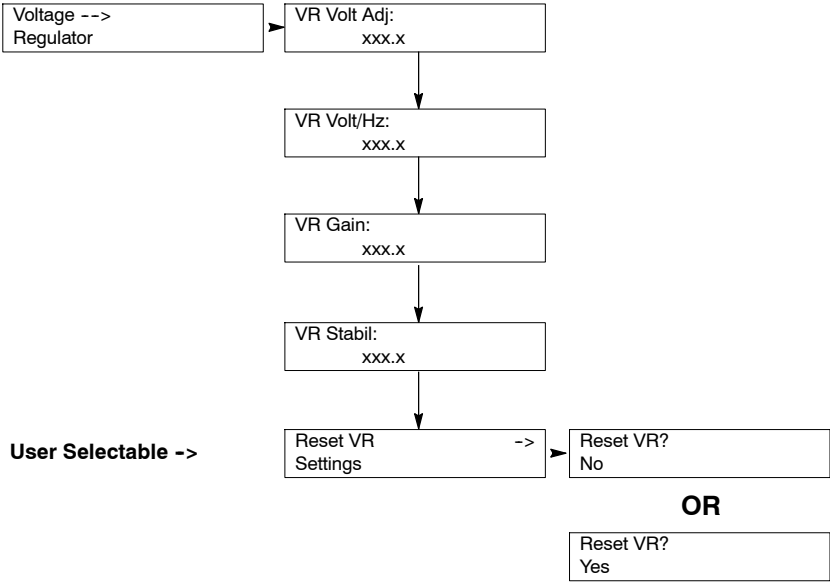 Voltage -->
Regulator
VR Volt Adj:
xxx.x
VR Volt/Hz:
xxx.x
VR Gain:
xxx.x
VR Stabil:
xxx.x
User Selectable ->
Reset VR ->
Settings
Reset VR?
No
OR
Reset VR?
Yes